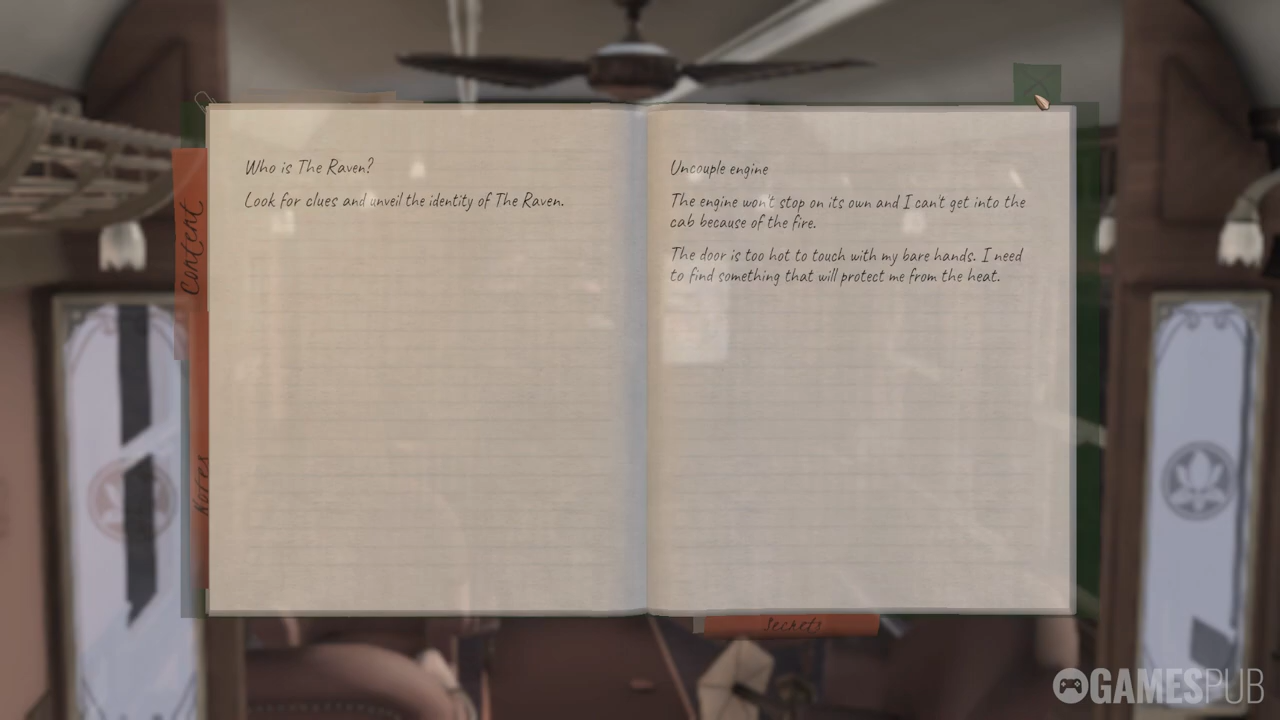 Content
Notes
Who is The Raven?
Look for clues and unveil the identity of The Raven.
Uncouple engine
The engine won't stop on its own and I can't get into the
cab because of the fire.
The door is too hot to touch with my bare hands. I need
to find something that will protect me from the heat.
Secrets
GAMESPUB